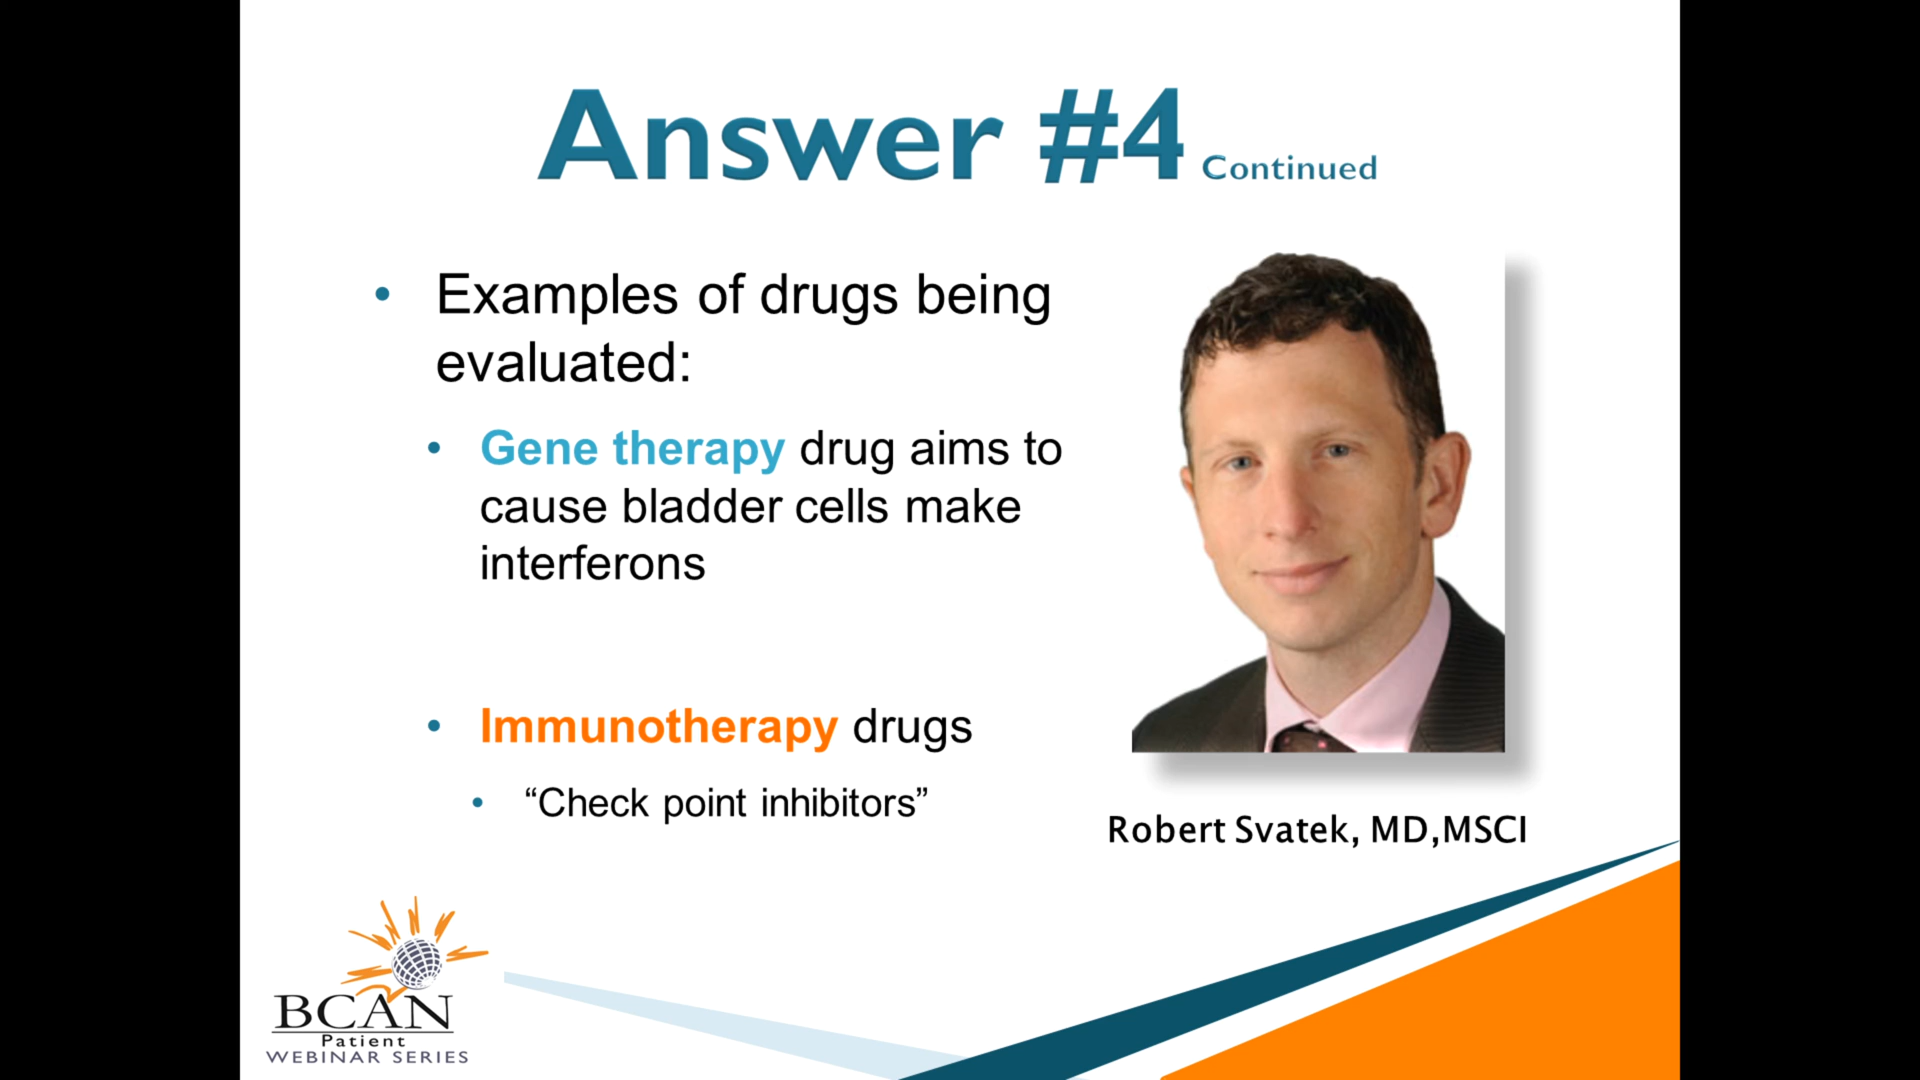 Answer #4 Continued
• Examples of drugs being
evaluated:
• Gene therapy drug aims to
cause bladder cells make
interferons
• Immunotherapy drugs
• “Check point inhibitors”
Robert Svatek, MD,MSCI
BCAN
Patient
WEBINAR SERIES